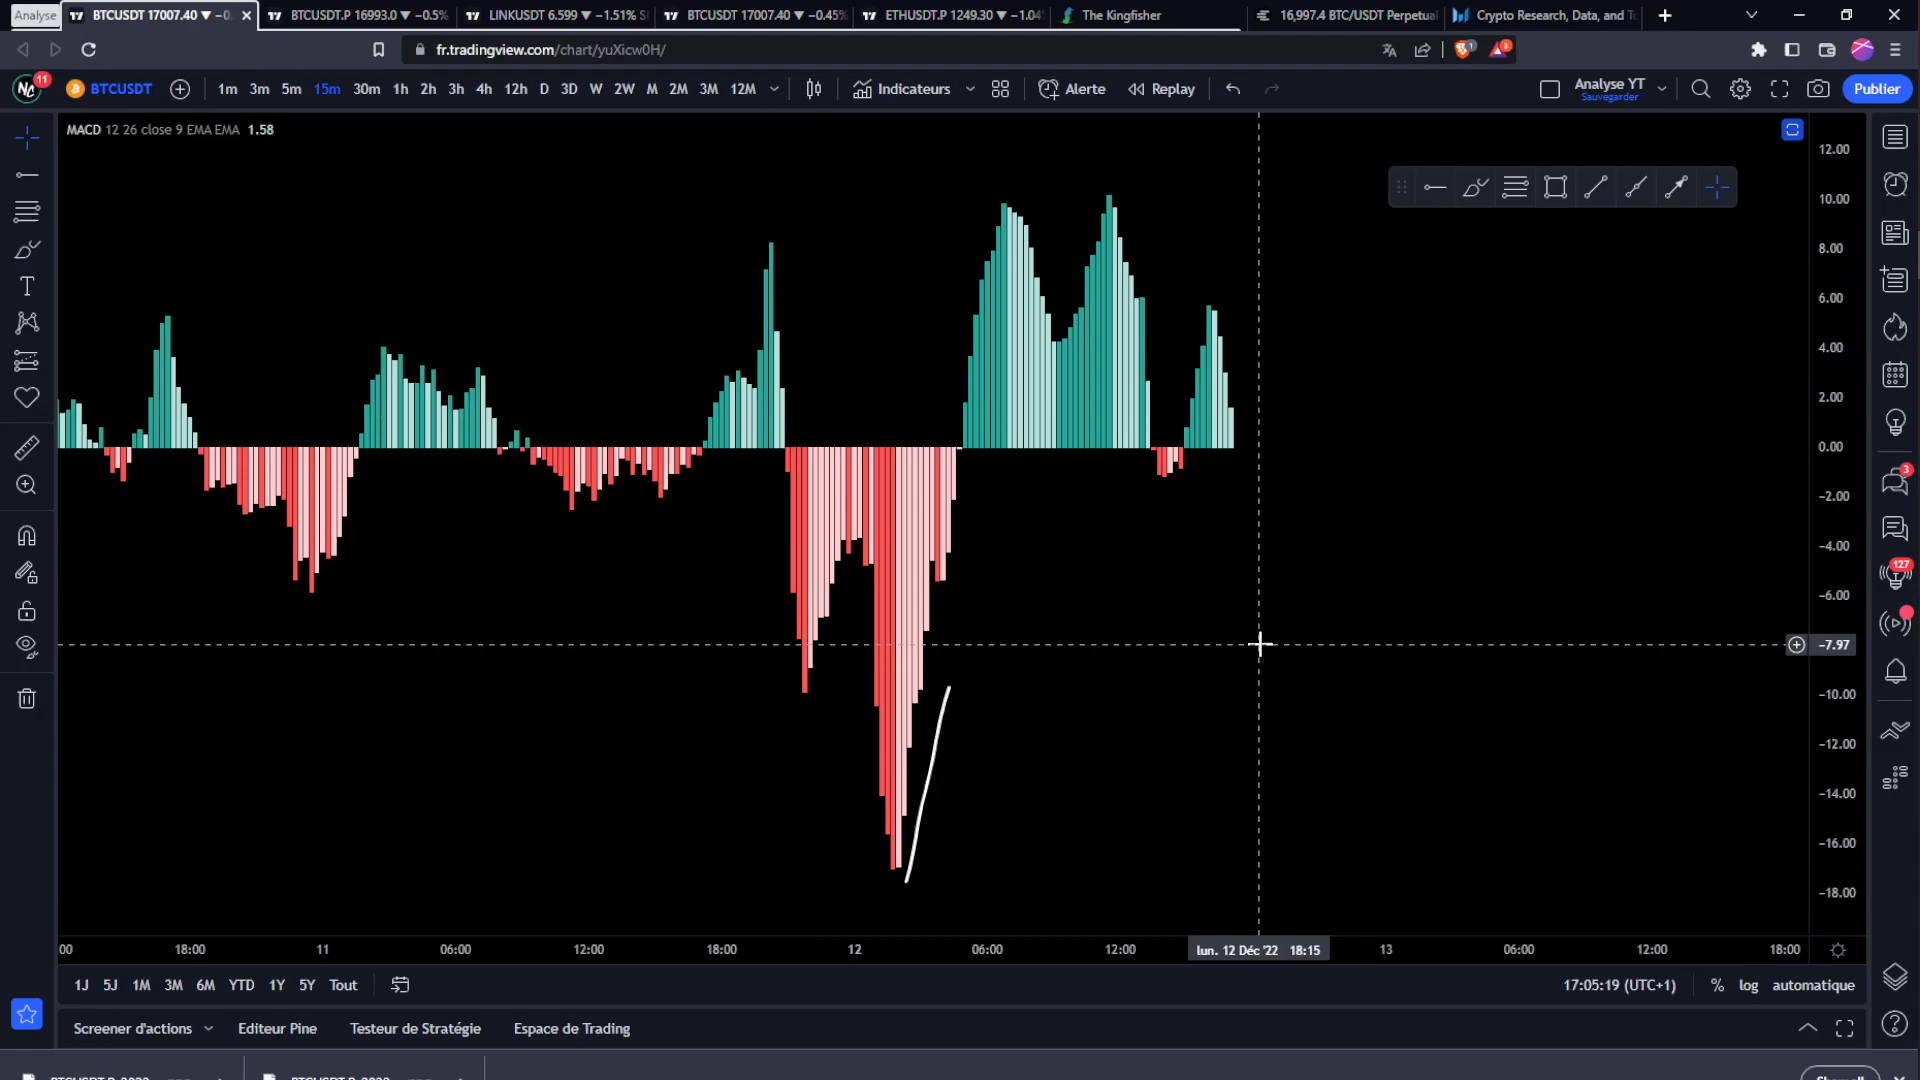 Analyse
BTCUSDT 17007.40 ▼ −0.
BTCUSDT.P 16993.0 ▼ −0.5%
LINKUSDT 6.599 ▼ −1.51%
BTCUSDT 17007.40 ▼ −0.45%
ETHUSDT.P 1249.30 ▼ −1.04
The Kingfisher
16,997.4 BTC/USDT Perpetual
Crypto Research, Data, and
fr.tradingview.com/chart/yuXicw0H/
1
NC 11
BTCUSDT
1m 3m 5m 15m 30m 1h 2h 3h 4h 12h D 3D W 2W M 2M 3M 12M
Indicateurs
Alerte
Replay
Analyse YT
Sauvegarder
Publier
MACD 12 26 close 9 EMA EMA 1.58
12.00
10.00
8.00
6.00
4.00
2.00
0.00
−2.00
−4.00
−6.00
−7.97
−10.00
−12.00
−14.00
−16.00
−18.00
3
127
00 18:00 11 06:00 12:00 18:00 12 06:00 12:00 lun. 12 Déc '22 18:15 13 06:00 12:00 18:00
1J 5J 1M 3M 6M YTD 1Y 5Y Tout
17:05:19 (UTC+1) % log automatique
Screener d'actions Editeur Pine Testeur de Stratégie Espace de Trading